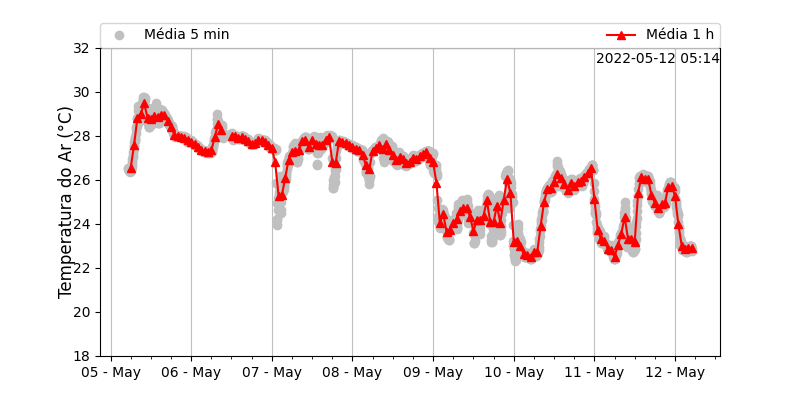 Média 5 min
Média 1 h
2022-05-12 05:14
Temperatura do Ar (°C)
32
30
28
26
24
22
20
18
05 - May
06 - May
07 - May
08 - May
09 - May
10 - May
11 - May
12 - May